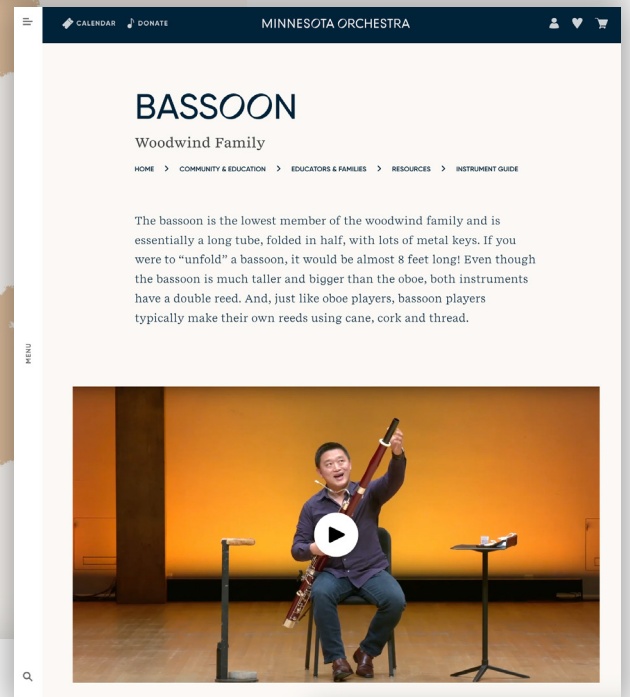 CALENDAR
DONATE
MINNESOTA ORCHESTRA
BASSOON
Woodwind Family
HOME > COMMUNITY & EDUCATION > EDUCATORS & FAMILIES > RESOURCES > INSTRUMENT GUIDE
The bassoon is the lowest member of the woodwind family and is
essentially a long tube, folded in half, with lots of metal keys. If you
were to “unfold” a bassoon, it would be almost 8 feet long! Even though
the bassoon is much taller and bigger than the oboe, both instruments
have a double reed. And, just like oboe players, bassoon players
typically make their own reeds using cane, cork and thread.
MENU